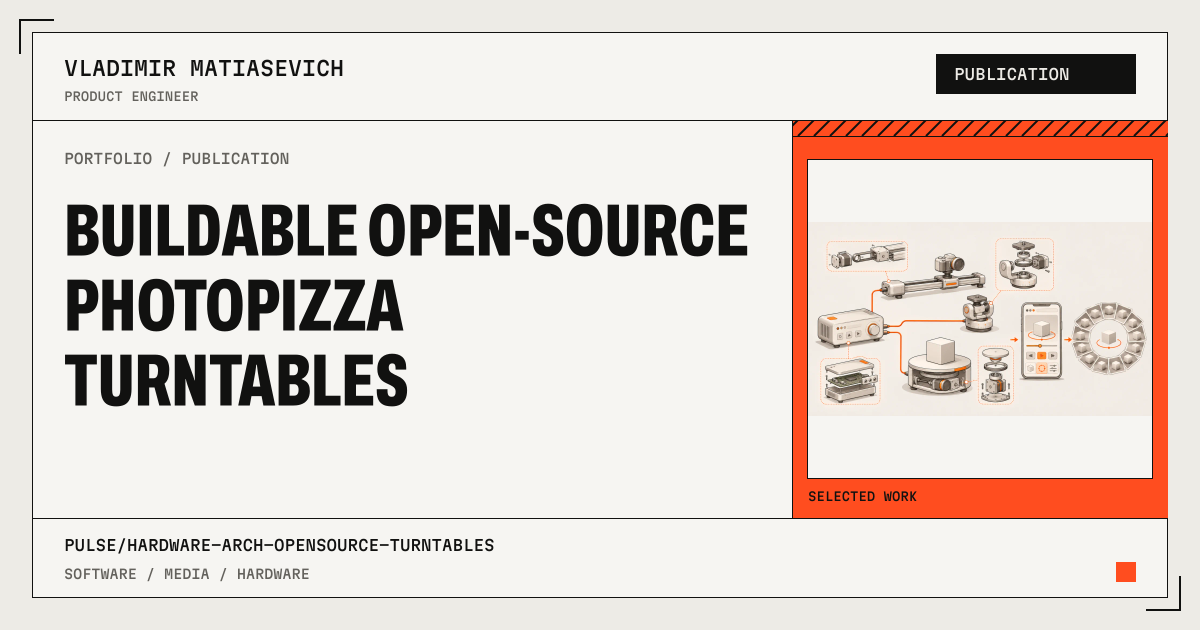 VLADIMIR MATIASEVICH
PRODUCT ENGINEER
PUBLICATION
PORTFOLIO / PUBLICATION
BUILDABLE OPEN-SOURCE
PHOTOPIZZA
TURNTABLES
SELECTED WORK
PULSE/HARDWARE-ARCH-OPENSOURCE-TURNTABLES
SOFTWARE / MEDIA / HARDWARE